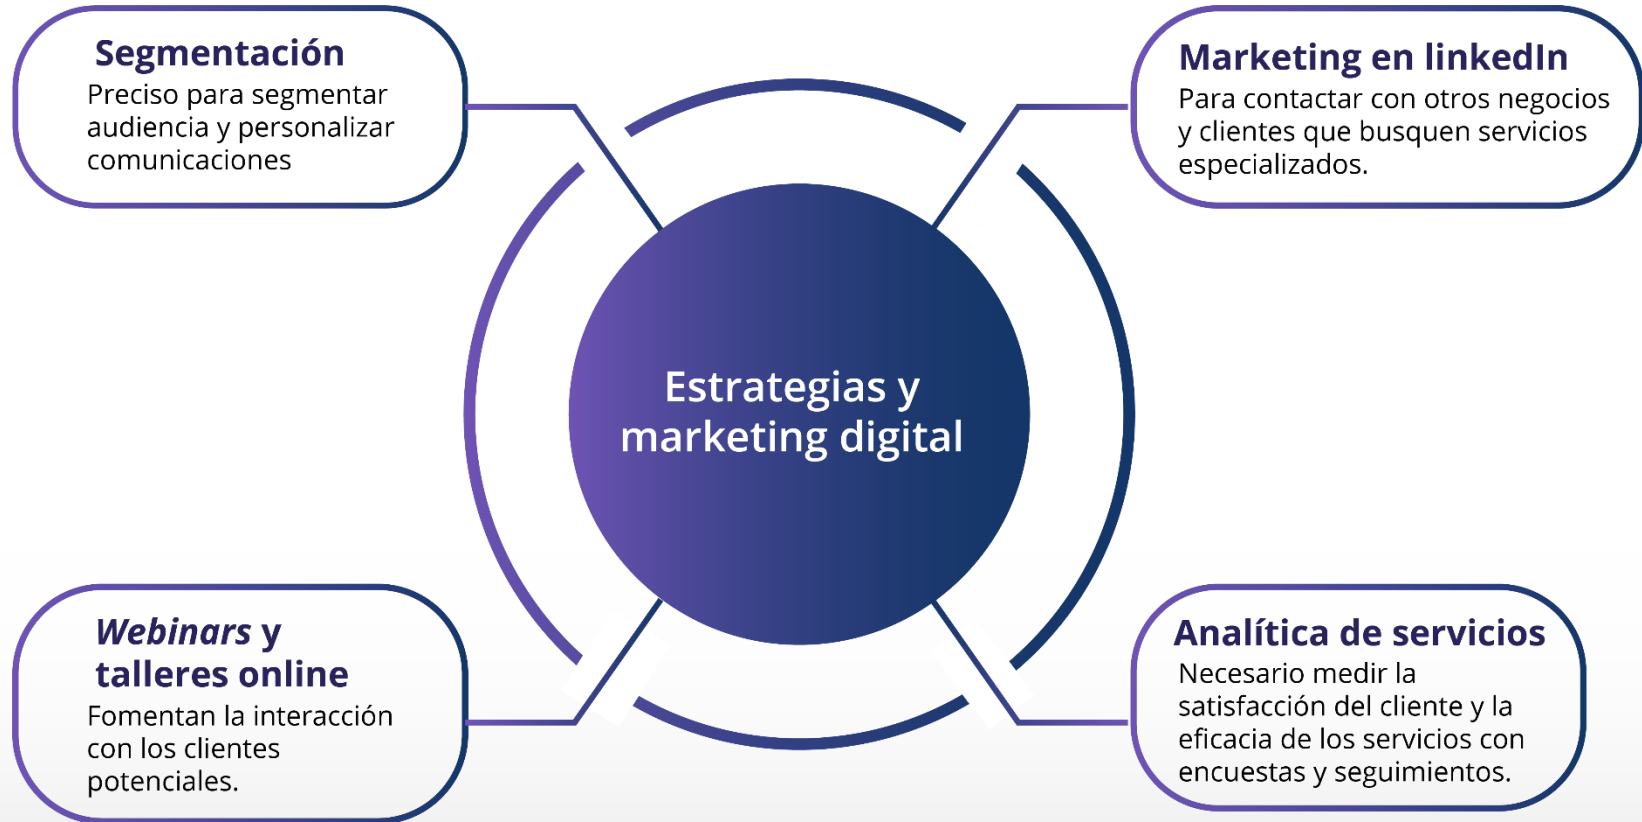 Segmentación
Preciso para segmentar
audiencia y personalizar
comunicaciones
Marketing en linkedIn
Para contactar con otros negocios
y clientes que busquen servicios
especializados.
Estrategias y
marketing digital
Webinars y
talleres online
Fomentan la interacción
con los clientes
potenciales.
Analítica de servicios
Necesario medir la
satisfacción del cliente y la
eficacia de los servicios con
encuestas y seguimientos.